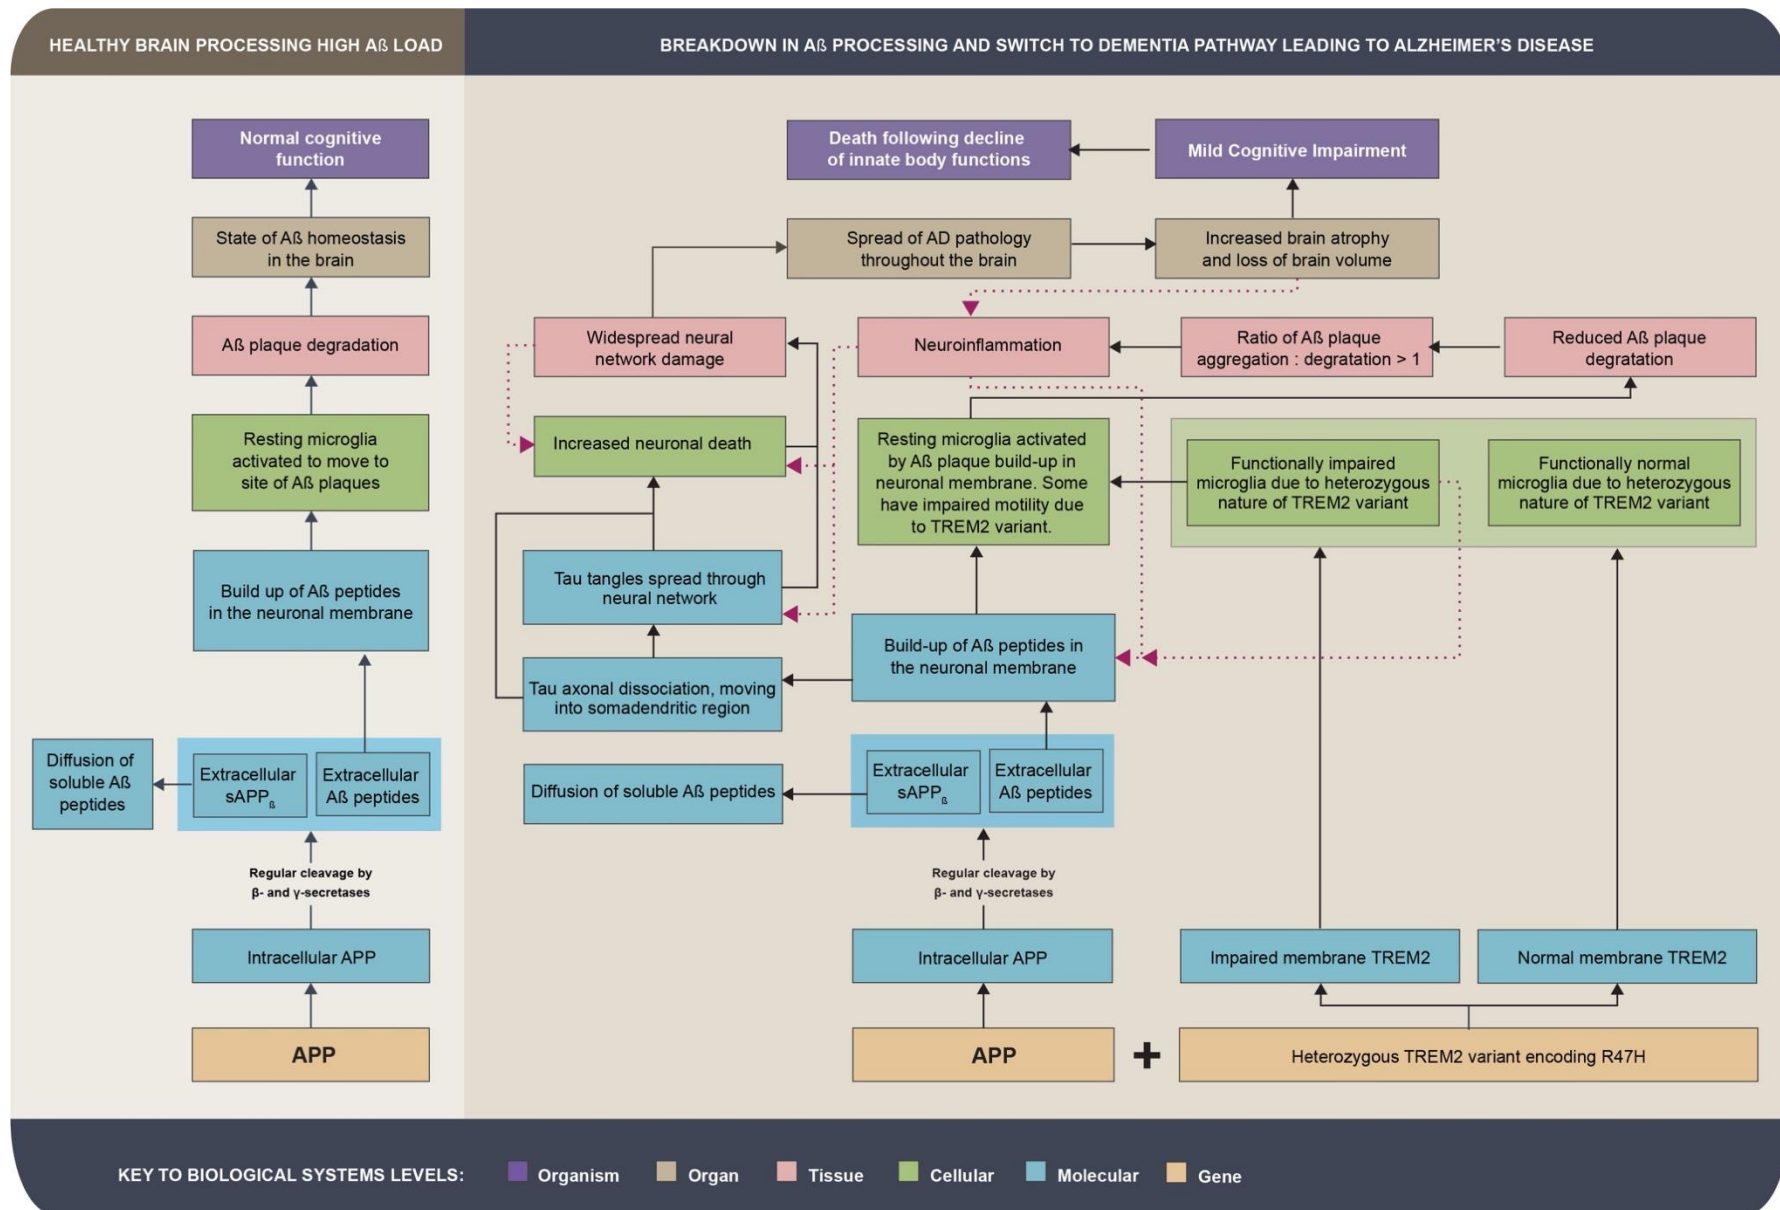 HEALTHY BRAIN PROCESSING HIGH Aß LOAD
BREAKDOWN IN Aß PROCESSING AND SWITCH TO DEMENTIA PATHWAY LEADING TO ALZHEIMER'S DISEASE
Normal cognitive
function
State of Aß homeostasis
in the brain
Aß plaque degradation
Resting microglia
activated to move to
site of Aß plaques
Build up of Aß peptides
in the neuronal membrane
Diffusion of
soluble Aß
peptides
Extracellular
sAPPß
Extracellular
Aß peptides
Regular cleavage by
β- and γ-secretases
Intracellular APP
APP
Death following decline
of innate body functions
Mild Cognitive Impairment
Spread of AD pathology
throughout the brain
Increased brain atrophy
and loss of brain volume
Widespread neural
network damage
Neuroinflammation
Ratio of Aß plaque
aggregation : degratation > 1
Reduced Aß plaque
degratation
Increased neuronal death
Resting microglia activated
by Aß plaque build-up in
neuronal membrane. Some
have impaired motility due
to TREM2 variant.
Functionally impaired
microglia due to heterozygous
nature of TREM2 variant
Functionally normal
microglia due to heterozygous
nature of TREM2 variant
Tau tangles spread through
neural network
Build-up of Aß peptides in
the neuronal membrane
Tau axonal dissociation, moving
into somadendritic region
Diffusion of soluble Aß peptides
Extracellular
sAPPß
Extracellular
Aß peptides
Regular cleavage by
β- and γ-secretases
Intracellular APP
Impaired membrane TREM2
Normal membrane TREM2
APP
+
Heterozygous TREM2 variant encoding R47H
KEY TO BIOLOGICAL SYSTEMS LEVELS:
Organism
Organ
Tissue
Cellular
Molecular
Gene